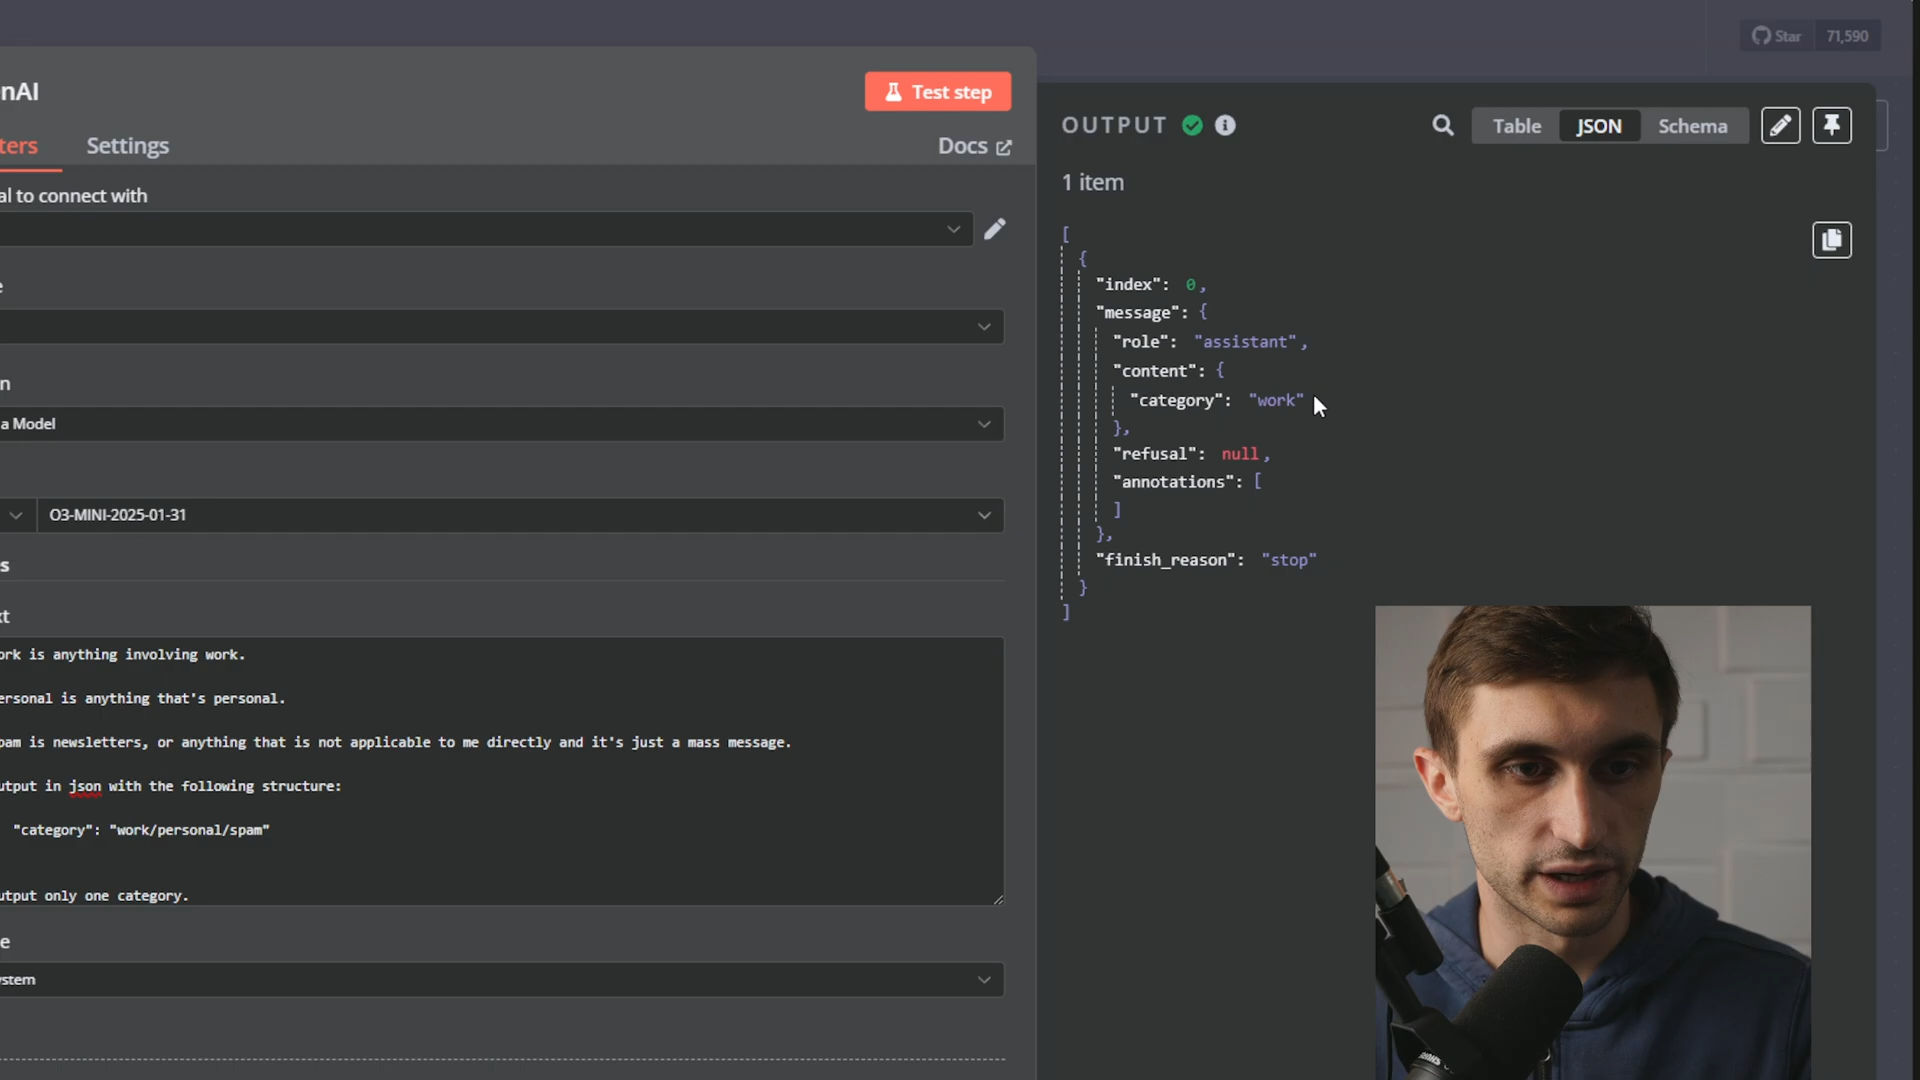 Star 71,590
nAI
Test step
ters
Settings
Docs
OUTPUT
Table
JSON
Schema
al to connect with
1 item
e
n
a Model
O3-MINI-2025-01-31
s
xt
ork is anything involving work.
ersonal is anything that's personal.
pam is newsletters, or anything that is not applicable to me directly and it's just a mass message.
utput in json with the following structure:
"category": "work/personal/spam"
utput only one category.
e
ystem
[
{
"index": 0,
"message": {
"role": "assistant",
"content": {
"category": "work"
},
"refusal": null,
"annotations": [
]
},
"finish_reason": "stop"
}
]